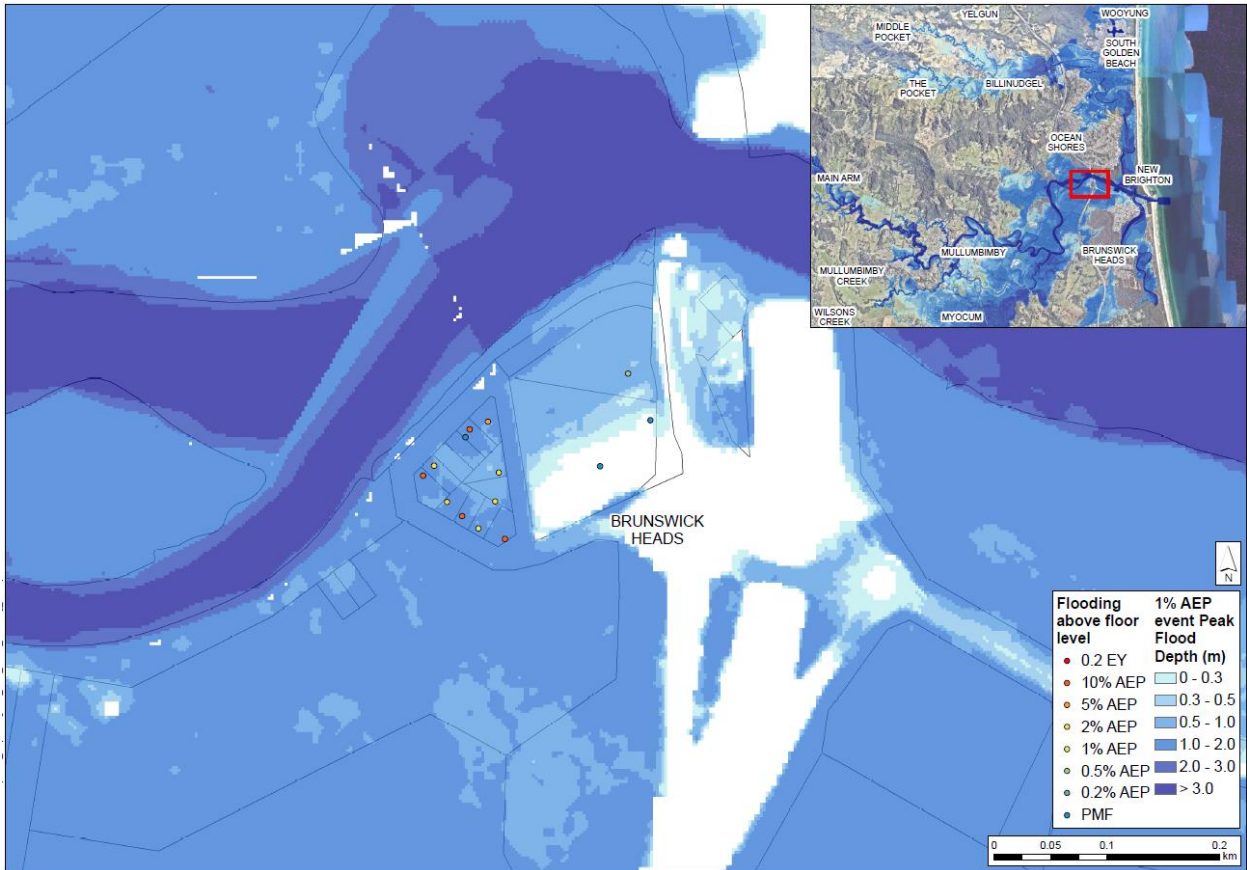 YELGUN
WOOYUNG
MIDDLE
POCKET
SOUTH
GOLDEN
BEACH
THE
POCKET
BILLINUDGEL
OCEAN
SHORES
MAIN ARM
NEW
BRIGHTON
MULLUMBIMBY
BRUNSWICK
HEADS
MULLUMBIMBY
CREEK
WILSONS
CREEK
MYOCUM
BRUNSWICK
HEADS
N
Flooding
above floor
level
0.2 EY
10% AEP
5% AEP
2% AEP
1% AEP
0.5% AEP
0.2% AEP
PMF
1% AEP
event Peak
Flood
Depth (m)
0 - 0.3
0.3 - 0.5
0.5 - 1.0
1.0 - 2.0
2.0 - 3.0
> 3.0
0 0.05 0.1 0.2
km